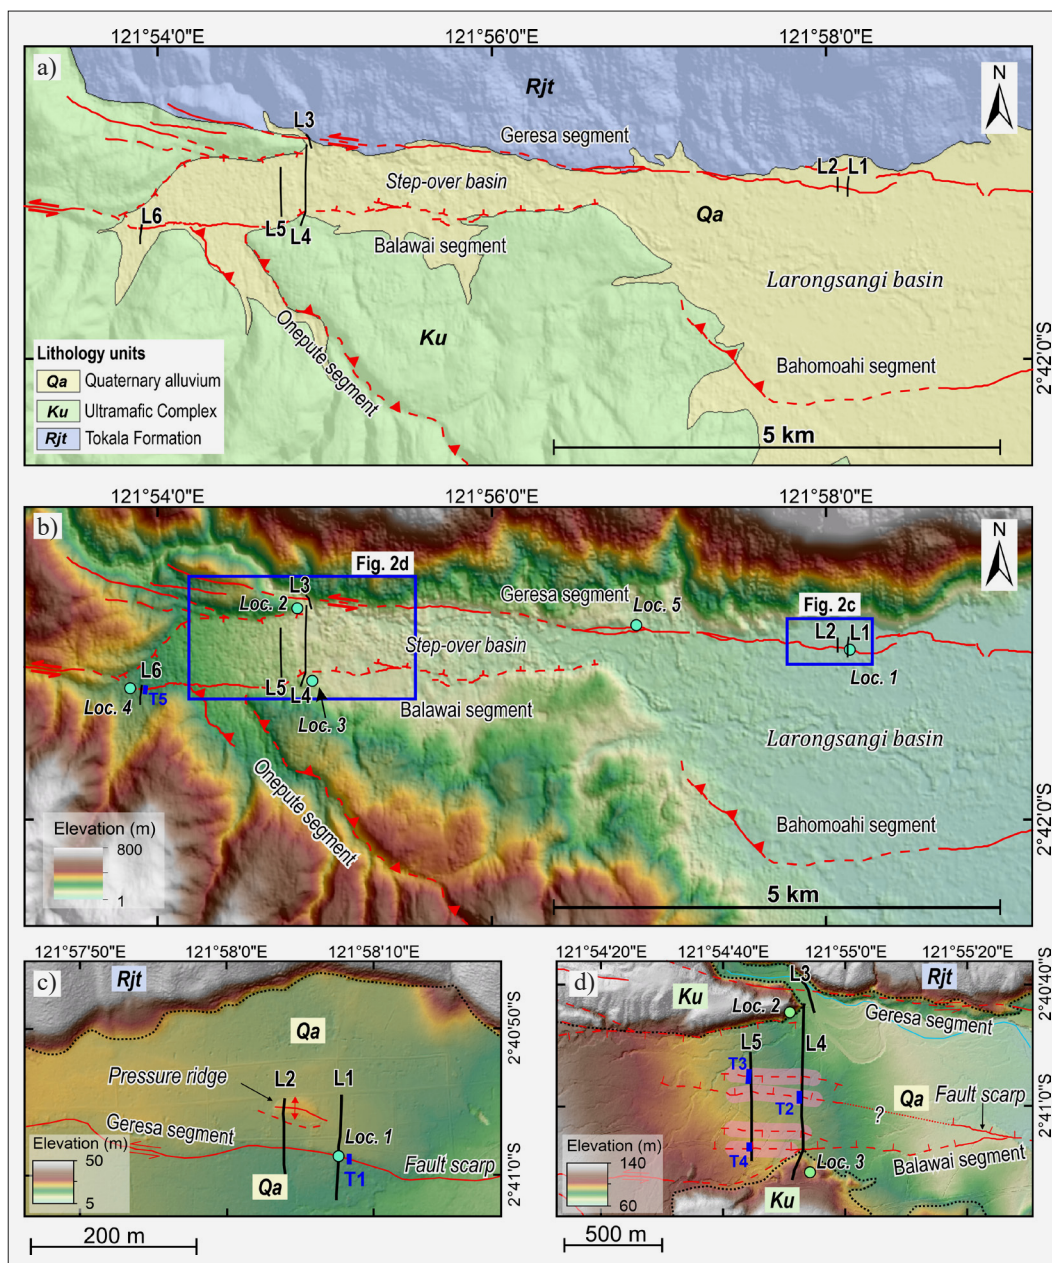 121°54'0"E
121°56'0"E
121°58'0"E
a)
N
Rjt
L3
Geresa segment
L2
L1
Step-over basin
Qa
L6
L5
L4
Balawai segment
Larongsangi basin
Ku
Onepute segment
Bahomoahi segment
2°42'0"S
Lithology units
Qa Quaternary alluvium
Ku Ultramafic Complex
Rjt Tokala Formation
5 km
121°54'0"E
121°56'0"E
121°58'0"E
b)
N
Fig. 2d
L3
Geresa segment
Loc. 2
Loc. 5
Fig. 2c
L2
L1
Step-over basin
Loc. 1
L6
L5
L4
T5
Loc. 4
Loc. 3
Balawai segment
Larongsangi basin
Onepute segment
Bahomoahi segment
2°42'0"S
Elevation (m)
800
1
5 km
121°57'50"E
121°58'0"E
121°58'10"E
c)
Rjt
Qa
2°40'50"S
Pressure ridge
L2
L1
Geresa segment
Loc. 1
T1
Fault scarp
Qa
2°41'0"S
Elevation (m)
50
5
200 m
121°54'20"E
121°54'40"E
121°55'0"E
121°55'20"E
d)
L3
Rjt
Ku
Loc. 2
2°40'40"S
Geresa segment
L5
L4
T3
T2
Qa
Fault scarp
?
2°41'0"S
T4
Balawai segment
Loc. 3
Ku
Elevation (m)
140
60
500 m